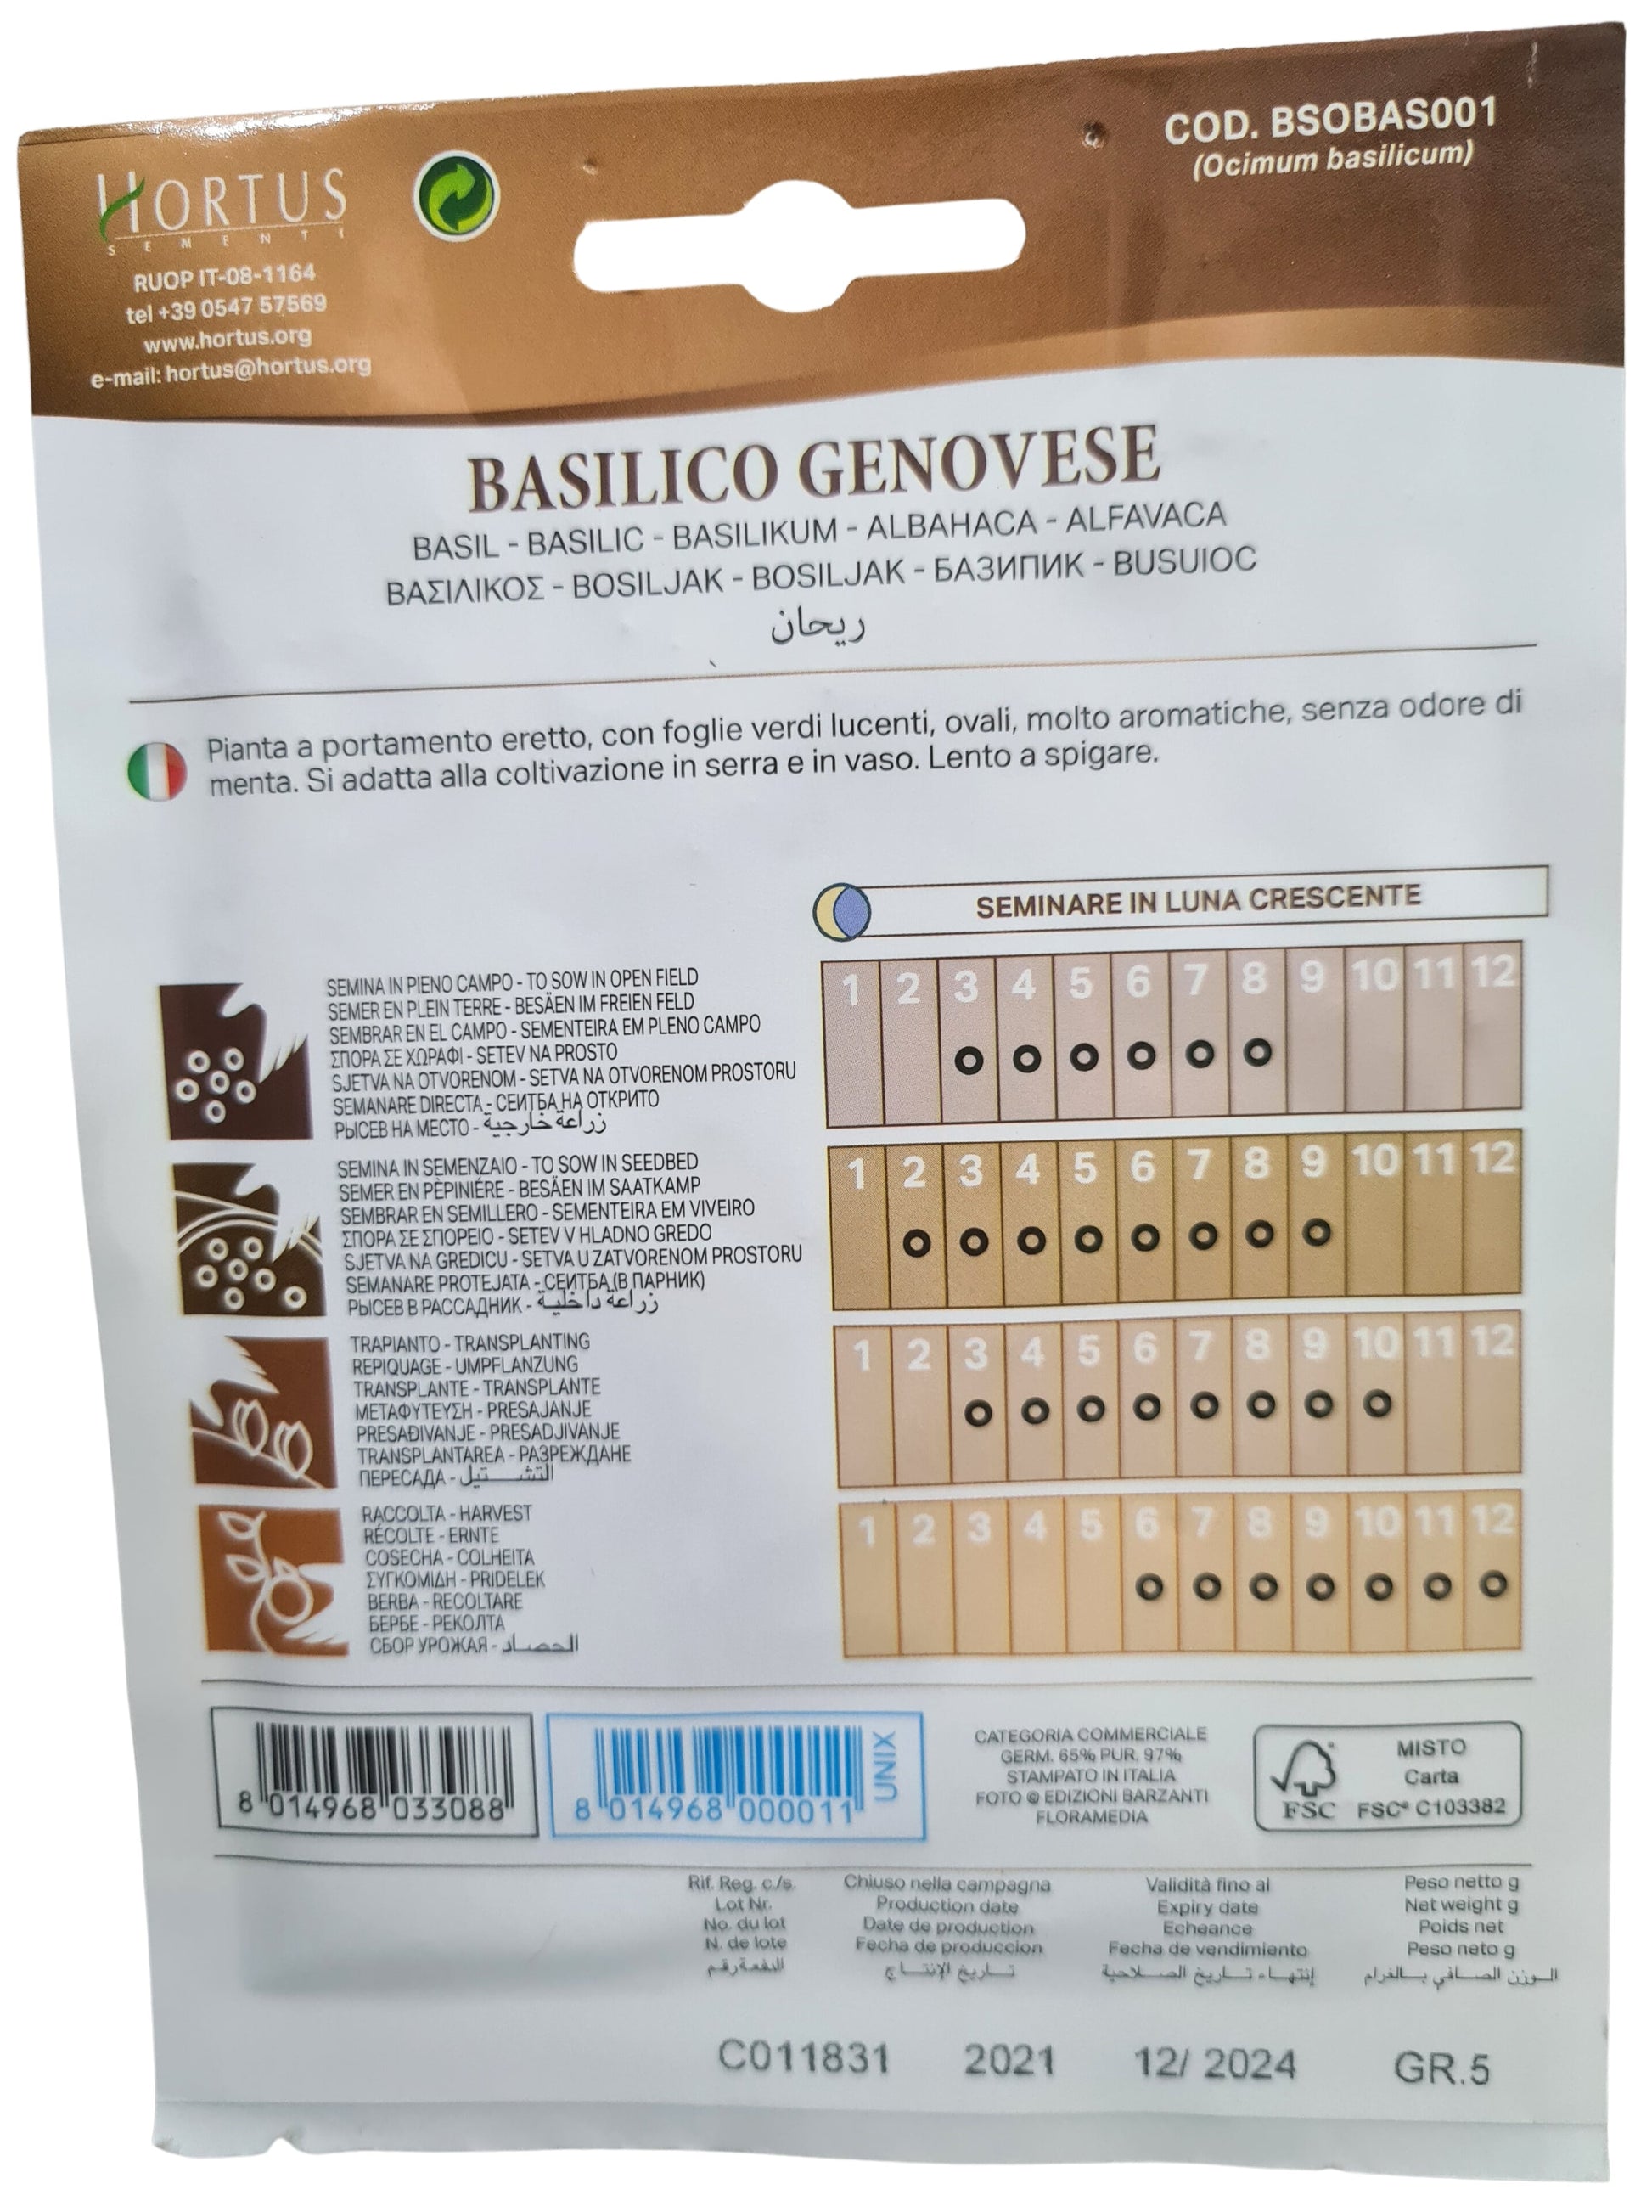 COD. BSOBAS001
(Ocimum basilicum)
HORTUS
SEMENTI
RUOP IT-08-1164
tel +39 0547 57569
www.hortus.org
e-mail: hortus@hortus.org
BASILICO GENOVESE
BASIL - BASILIC - BASILIKUM - ALBAHACA - ALFAVACA
ΒΑΣΙΛΙΚΟΣ - BOSILJAK - BOSILJAK - БАЗИПИК - BUSUIOC
ريحان
Pianta a portamento eretto, con foglie verdi lucenti, ovali, molto aromatiche, senza odore di
menta. Si adatta alla coltivazione in serra e in vaso. Lento a spigare.
SEMINARE IN LUNA CRESCENTE
SEMINA IN PIENO CAMPO - TO SOW IN OPEN FIELD
SEMER EN PLEIN TERRE - BESÄEN IM FREIEN FELD
SEMBRAR EN EL CAMPO - SEMENTEIRA EM PLENO CAMPO
ΣΠΟΡΑ ΣΕ ΧΩΡΑΦΙ - SETEV NA PROSTO
SJETVA NA OTVORENOM - SETVA NA OTVORENOM PROSTORU
SEMANARE DIRECTA - СЕИТБА НА ОТКРИТО
РЫСЕВ НА МЕСТО - زراعة خارجية
1 2 3 4 5 6 7 8 9 10 11 12
SEMINA IN SEMENZAIO - TO SOW IN SEEDBED
SEMER EN PÈPINIÉRE - BESÄEN IM SAATKAMP
SEMBRAR EN SEMILLERO - SEMENTEIRA EM VIVEIRO
ΣΠΟΡΑ ΣΕ ΣΠΟΡΕΙΟ - SETEV V HLADNO GREDO
SJETVA NA GREDICU - SETVA U ZATVORENOM PROSTORU
SEMANARE PROTEJATA - СЕИТБА (В ПАРНИК)
РЫСЕВ В РАССАДНИК - زراعة داخلية
1 2 3 4 5 6 7 8 9 10 11 12
TRAPIANTO - TRANSPLANTING
REPIQUAGE - UMPFLANZUNG
TRANSPLANTE - TRANSPLANTE
ΜΕΤΑΦΥΤΕΥΣΗ - PRESAJANJE
PRESAĐIVANJE - PRESADJIVANJE
TRANSPLANTAREA - РАЗРЕЖДАНЕ
ПЕРЕСАДА - التشــتيل
1 2 3 4 5 6 7 8 9 10 11 12
RACCOLTA - HARVEST
RÉCOLTE - ERNTE
COSECHA - COLHEITA
ΣΥΓΚΟΜΙΔΗ - PRIDELEK
BERBA - RECOLTARE
БЕРБЕ - РЕКОЛТА
СБОР УРОЖАЯ - الحصــاد
1 2 3 4 5 6 7 8 9 10 11 12
8 014968 033088
8 014968 000011
UNIX
CATEGORIA COMMERCIALE
GERM. 65% PUR. 97%
STAMPATO IN ITALIA
FOTO @ EDIZIONI BARZANTI
FLORAMEDIA
FSC
MISTO
Carta
FSC® C103382
Rif. Reg. c/s.
Lot Nr.
No. du lot
N. de lote
الدفعة رقم
Chiuso nella campagna
Production date
Date de production
Fecha de produccion
تــاريخ الإنتــاج
Validità fino al
Expiry date
Echeance
Fecha de vendimiento
إنتهـاء تـاريخ الصــلاحية
Peso netto g
Net weight g
Poids net
Peso neto g
الــوزن الصــافي بــالغرام
C011831 2021 12/ 2024 GR.5